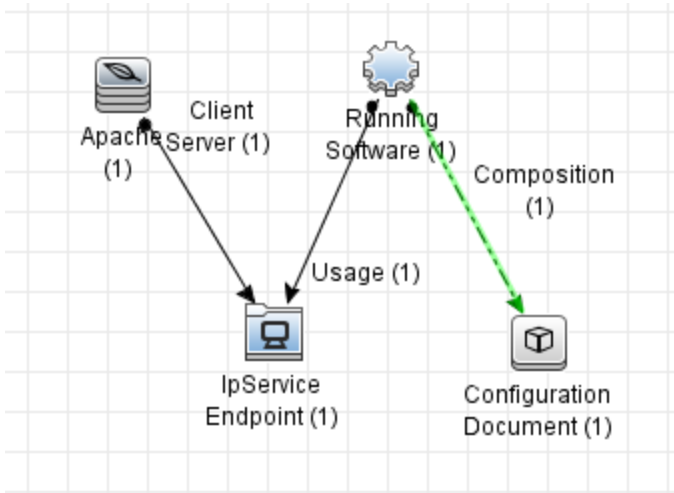 Client
Server (1)
Apache
(1)
Running
Software (1)
Composition
(1)
Usage (1)
IpService
Endpoint (1)
Configuration
Document (1)